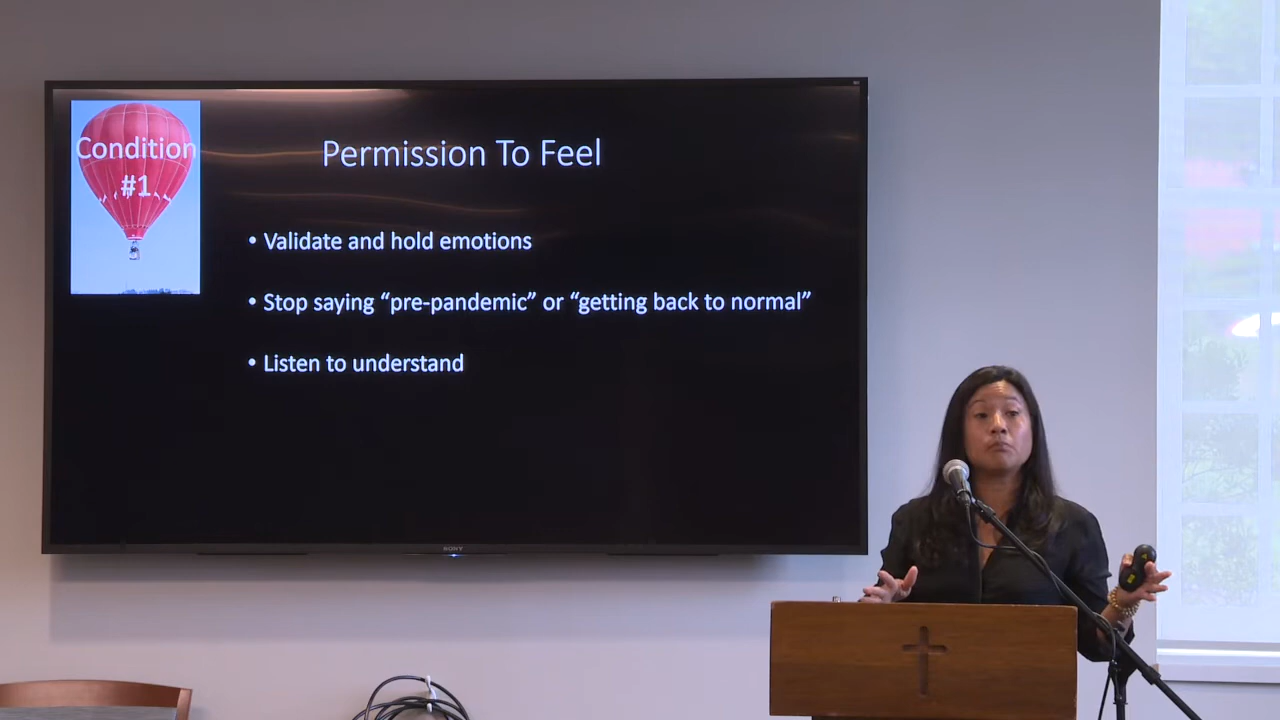 Condition
#1
Permission To Feel
• Validate and hold emotions
• Stop saying “pre-pandemic” or “getting back to normal”
• Listen to understand
SONY